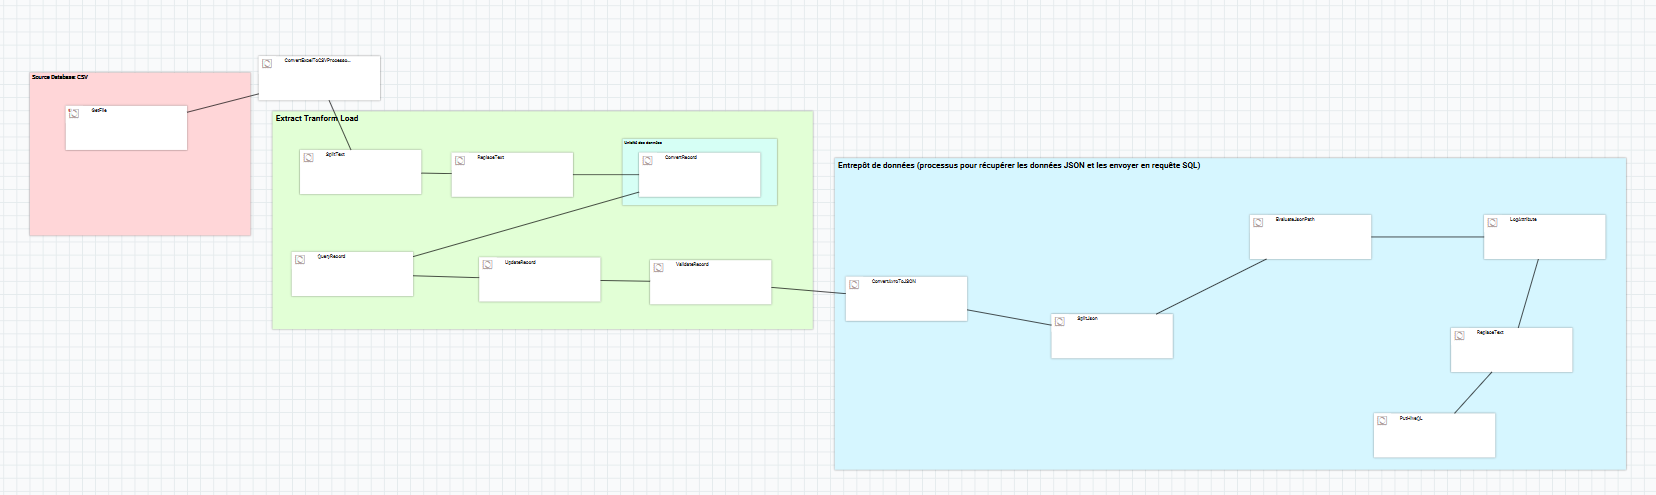 Source Database: CSV
GetFile
ConvertExcelToCSVProcesso...
Extract Tranform Load
SplitText
ReplaceText
Unicité des données
ConvertRecord
QueryRecord
UpdateRecord
ValidateRecord
Entrepôt de données (processus pour récupérer les données JSON et les envoyer en requête SQL)
ConvertAvroToJSON
SplitJson
EvaluateJsonPath
LogAttribute
ReplaceText
PutHiveQL